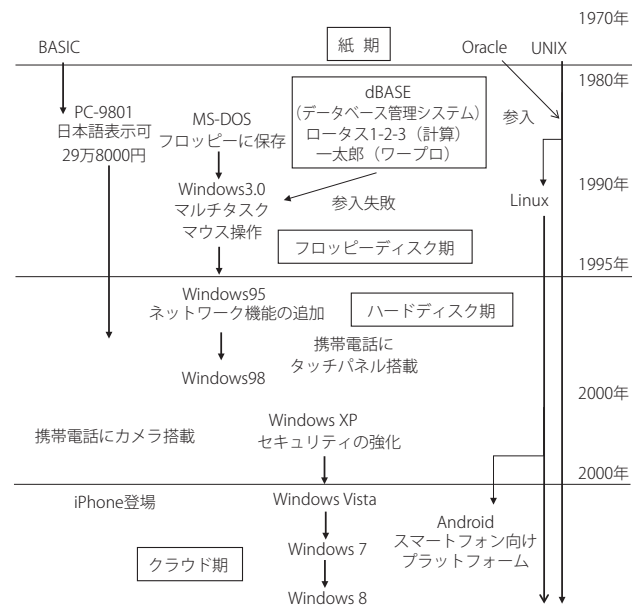 1970年
BASIC
紙 期
Oracle
UNIX
1980年
PC-9801
日本語表示可
29万8000円
MS-DOS
フロッピーに保存
dBASE
（データベース管理システム）
ロータス1-2-3（計算）
一太郎（ワープロ）
参入
1990年
Windows3.0
マルチタスク
マウス操作
参入失敗
Linux
フロッピーディスク期
1995年
Windows95
ネットワーク機能の追加
ハードディスク期
携帯電話に
タッチパネル搭載
Windows98
2000年
携帯電話にカメラ搭載
Windows XP
セキュリティの強化
2000年
iPhone登場
Windows Vista
Android
スマートフォン向け
プラットフォーム
Windows 7
クラウド期
Windows 8